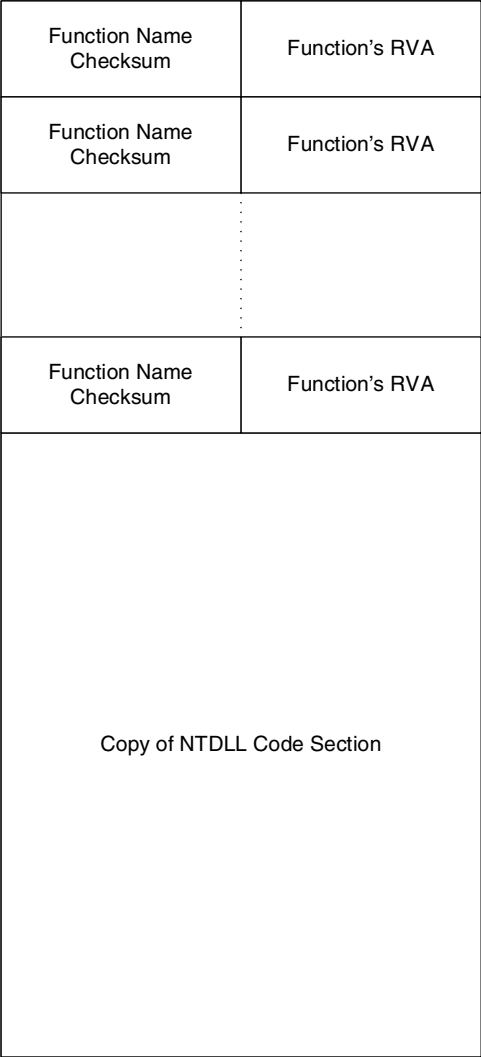 Function Name
Checksum
Function’s RVA
Function Name
Checksum
Function’s RVA
Function Name
Checksum
Function’s RVA
Copy of NTDLL Code Section